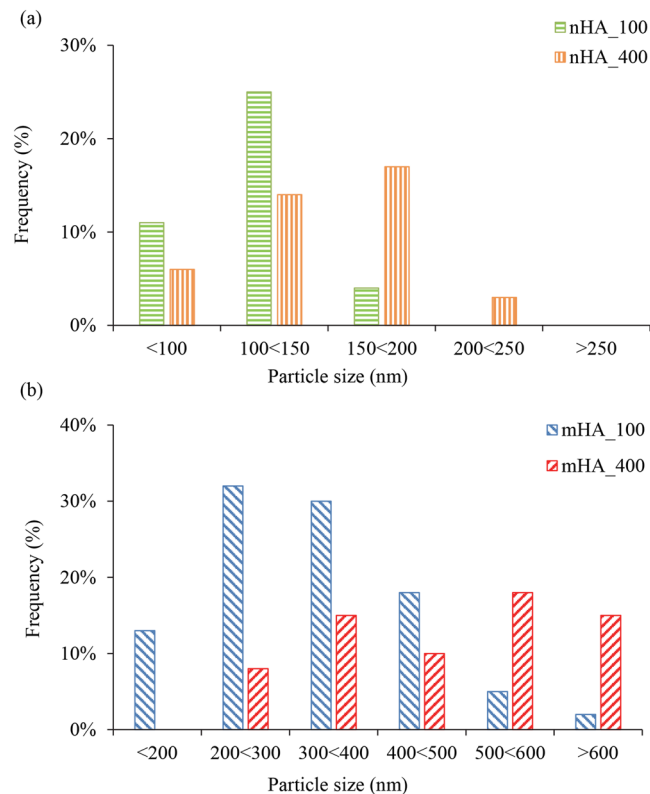 (a)
nHA_100
nHA_400
30%
20%
10%
0%
Frequency (%)
<100 100<150 150<200 200<250 >250
Particle size (nm)
(b)
mHA_100
mHA_400
40%
30%
20%
10%
0%
Frequency (%)
<200 200<300 300<400 400<500 500<600 >600
Particle size (nm)